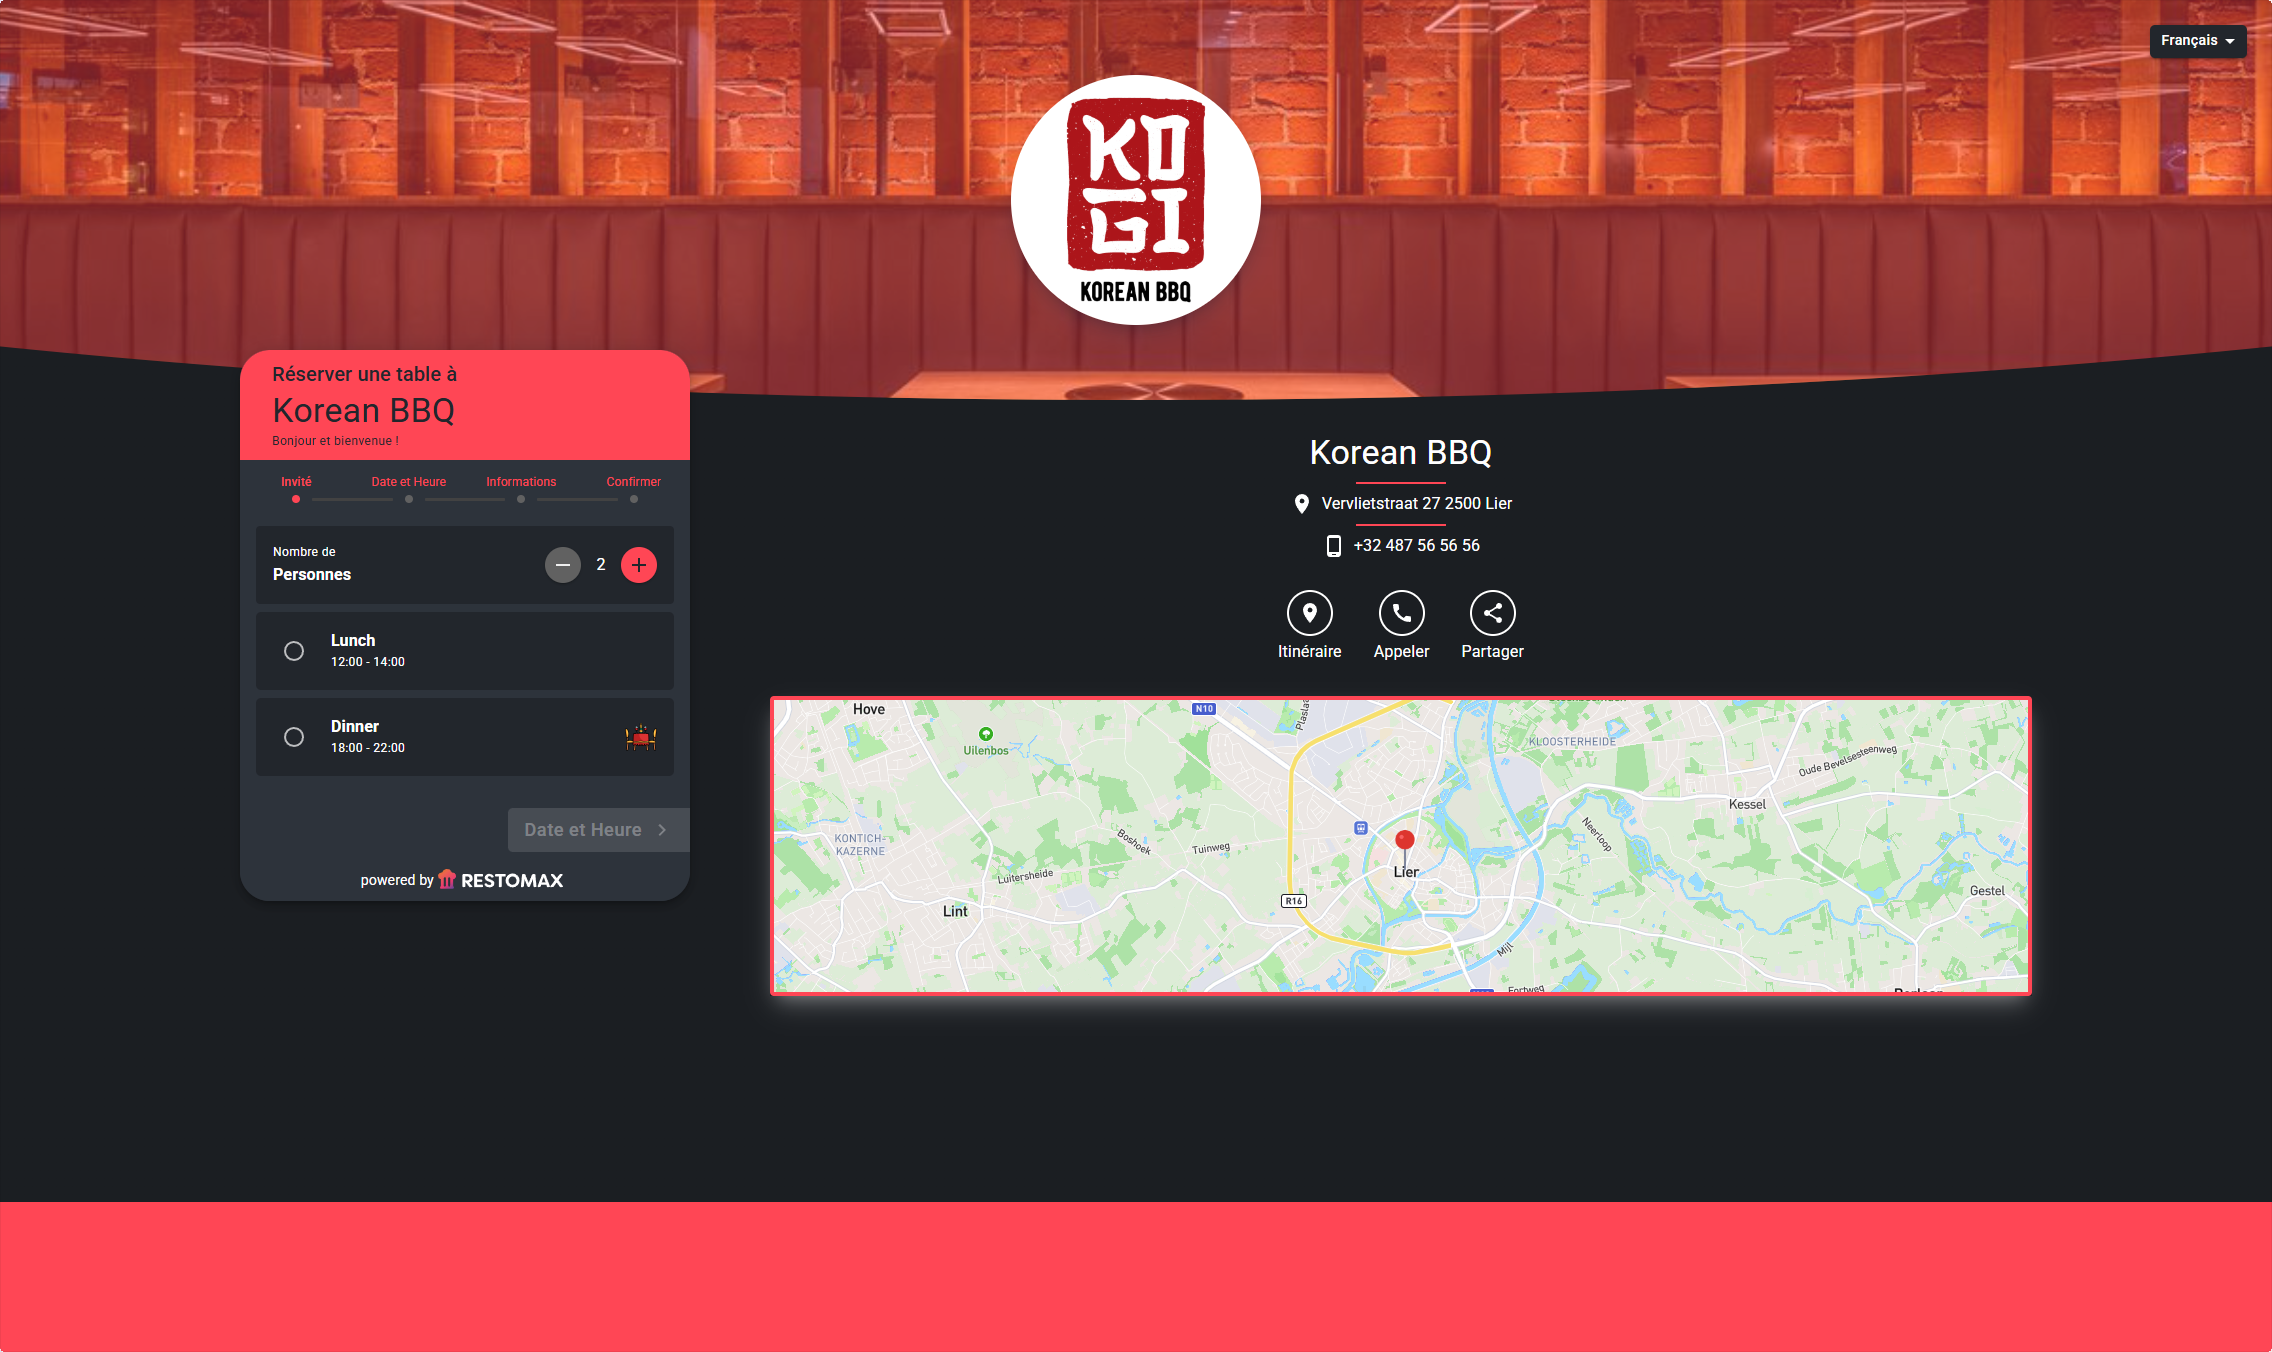 Français
KO
GI
KOREAN BBQ
Réserver une table à
Korean BBQ
Bonjour et bienvenue !
Invité
Date et Heure
Informations
Confirmer
Nombre de
Personnes
2
Lunch
12:00 - 14:00
Dinner
18:00 - 22:00
Date et Heure
powered by RESTOMAX
Korean BBQ
Vervlietstraat 27 2500 Lier
+32 487 56 56 56
Itinéraire
Appeler
Partager
Hove
N10
Uilenbos
KLOOSTERHEIDE
Oude Bevelsesteenweg
Kessel
Neerloop
KONTICH-
KAZERNE
Boshoek
Tuinweg
Luitersheide
Lier
Gestel
R16
Lint
Mijl
Fortweg